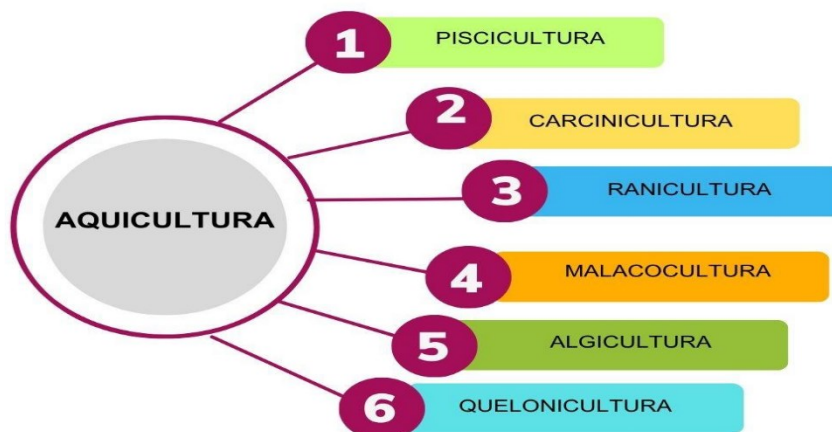 AQUICULTURA
1 PISCICULTURA
2 CARCINICULTURA
3 RANICULTURA
4 MALACOCULTURA
5 ALGICULTURA
6 QUELONICULTURA